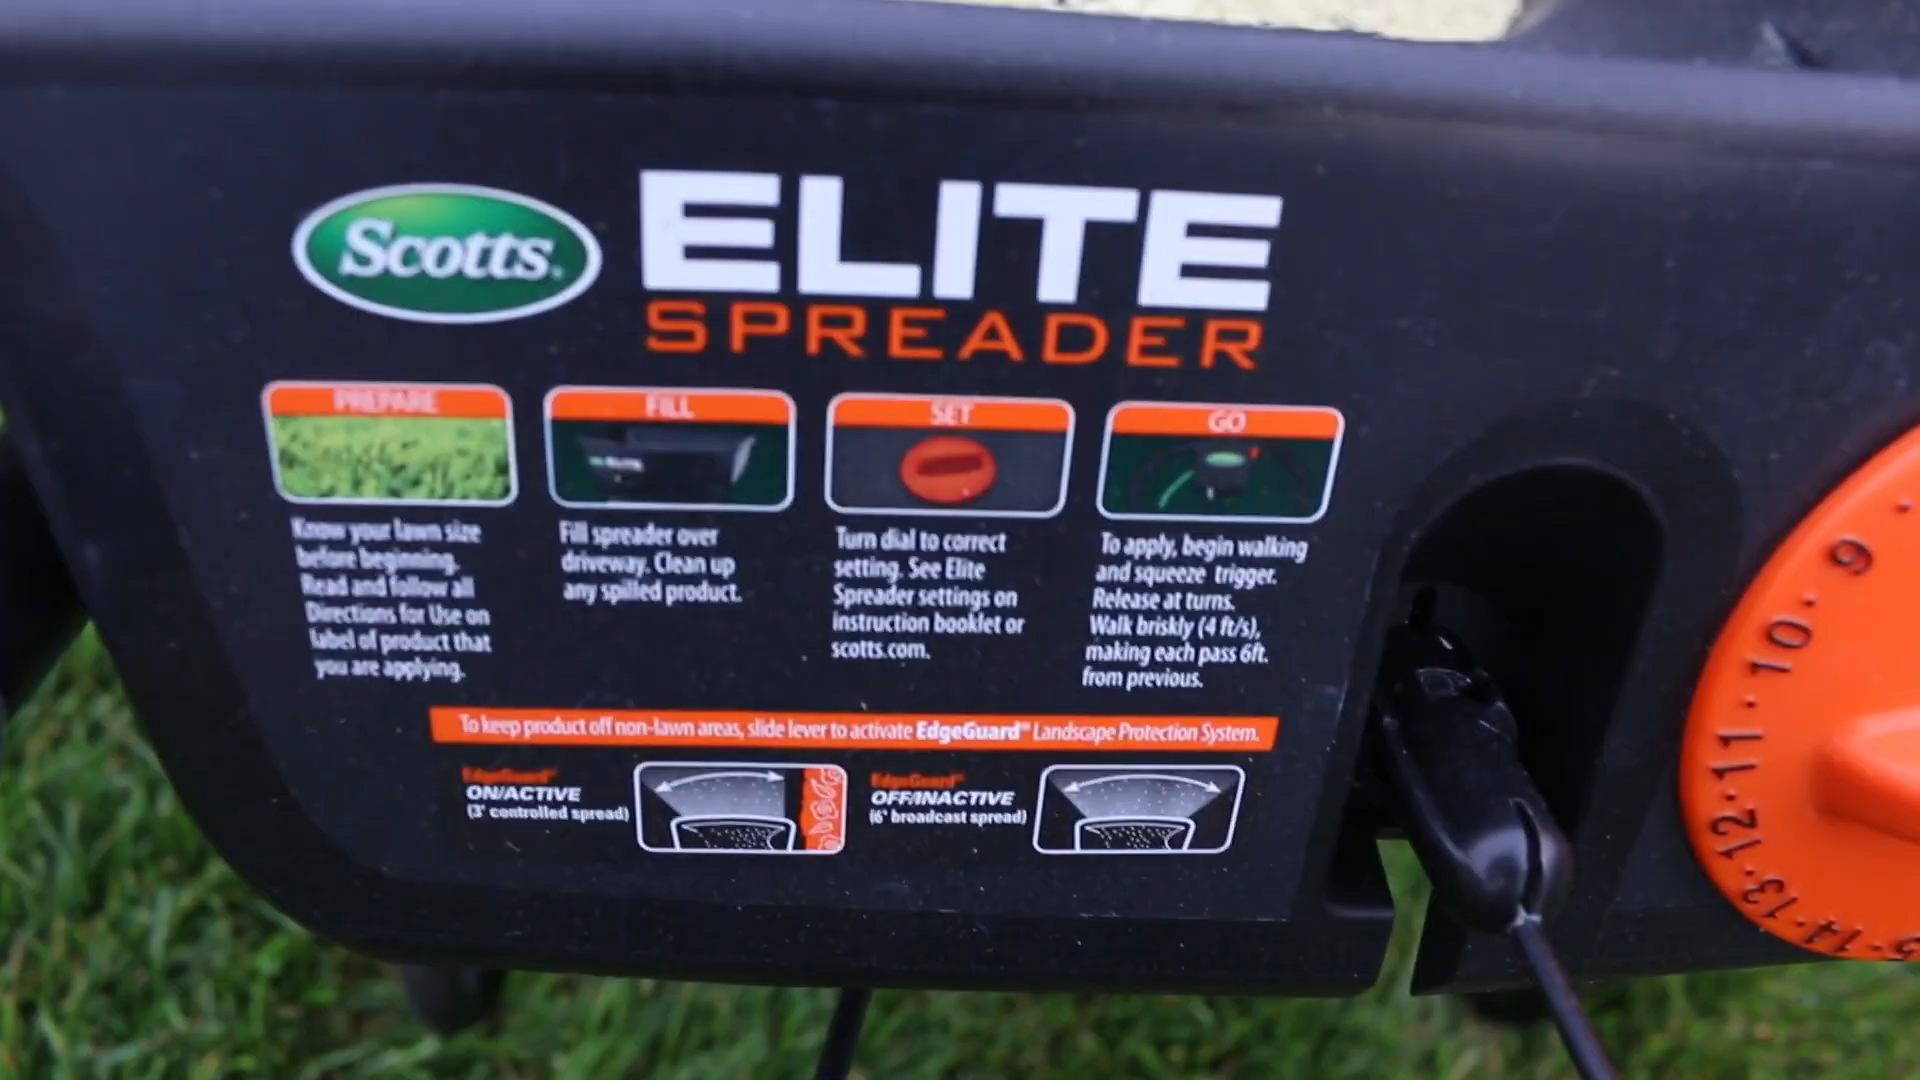 Scotts
ELITE
SPREADER
PREPARE
Know your lawn size
before beginning.
Read and follow all
Directions for Use on
label of product that
you are applying.
FILL
ELITE
Fill spreader over
driveway. Clean up
any spilled product.
SET
Turn dial to correct
setting. See Elite
Spreader settings on
instruction booklet or
scotts.com.
GO
To apply, begin walking
and squeeze trigger.
Release at turns.
Walk briskly (4 ft/s),
making each pass 6ft.
from previous.
To keep product off non-lawn areas, slide lever to activate EdgeGuard® Landscape Protection System.
EdgeGuard®
ON/ACTIVE
(3' controlled spread)
EdgeGuard®
OFF/INACTIVE
(6' broadcast spread)
9 · 10 · 11 · 12 · 13 · 14 ·